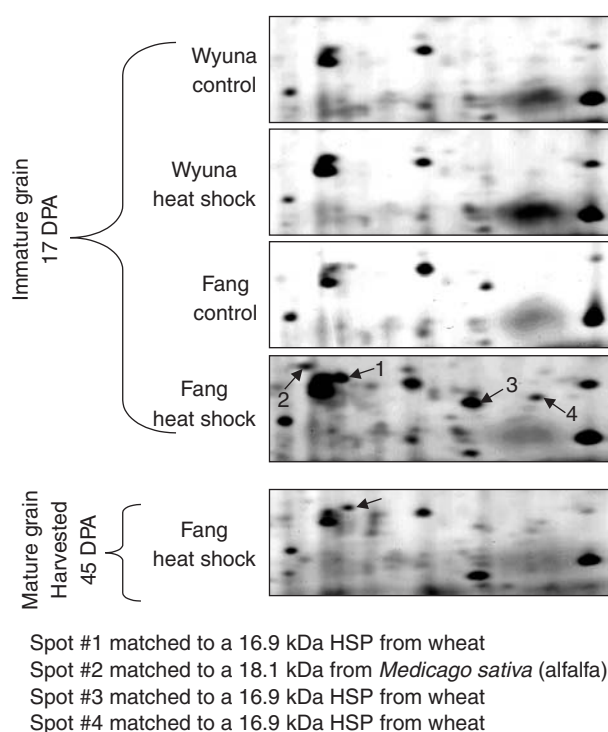 Wyuna
control
Wyuna
heat shock
Immature grain
17 DPA
Fang
control
Fang
heat shock
1
2
3
4
Mature grain
Harvested
45 DPA
Fang
heat shock
Spot #1 matched to a 16.9 kDa HSP from wheat
Spot #2 matched to a 18.1 kDa from Medicago sativa (alfalfa)
Spot #3 matched to a 16.9 kDa HSP from wheat
Spot #4 matched to a 16.9 kDa HSP from wheat